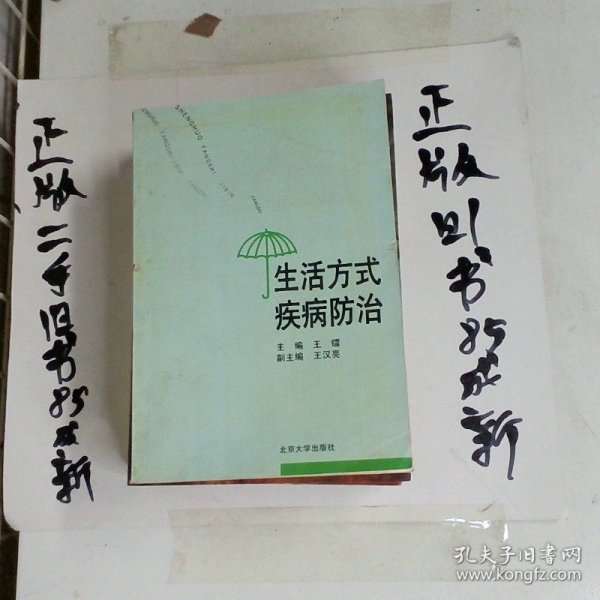 正版二手旧书85成新
SHENGHUO FANGSHI
FANGSHI
生活方式
疾病防治
主编 王镭
副主编 王汉亮
北京大学出版社
正版旧书85成新
孔夫子旧书网
www.kongfz.com